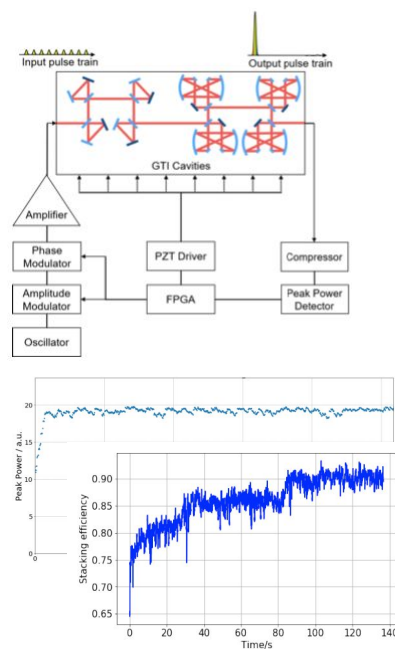 Input pulse train
Output pulse train
GTI Cavities
Amplifier
Phase
Modulator
PZT Driver
Compressor
Amplitude
Modulator
FPGA
Peak Power
Detector
Oscillator
Peak Power / a.u.
20
15
10
5
0
0
Stacking efficiency
0.90
0.85
0.80
0.75
0.70
0.65
0 20 40 60 80 100 120 140
Time/s